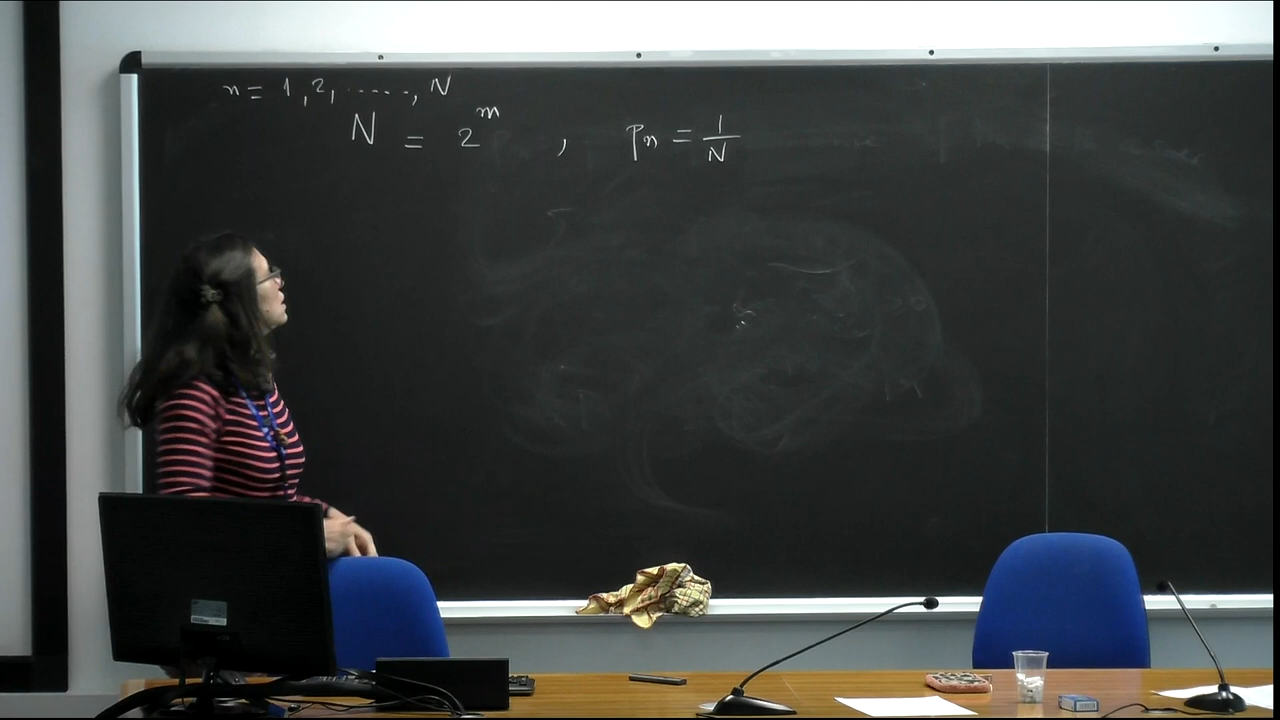 n = 1, 2, ....., N
N = 2^m , p_n = 1/N